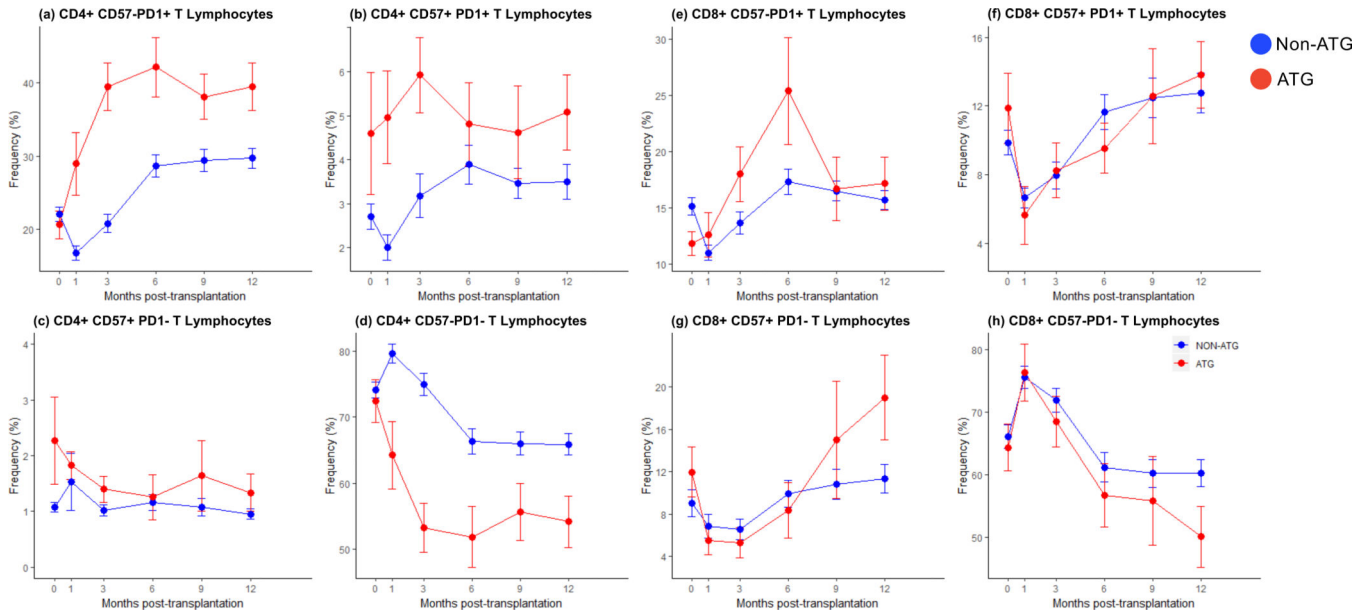 (a) CD4+ CD57-PD1+ T Lymphocytes
Frequency (%)
40
30
20
0 1 3 6 9 12
Months post-transplantation
(b) CD4+ CD57+ PD1+ T Lymphocytes
Frequency (%)
6
5
4
3
2
0 1 3 6 9 12
Months post-transplantation
(e) CD8+ CD57-PD1+ T Lymphocytes
Frequency (%)
30
25
20
15
10
0 1 3 6 9 12
Months post-transplantation
(f) CD8+ CD57+ PD1+ T Lymphocytes
Frequency (%)
16
12
8
4
0 1 3 6 9 12
Months post-transplantation
Non-ATG
ATG
(c) CD4+ CD57+ PD1- T Lymphocytes
Frequency (%)
4
3
2
1
0
0 1 3 6 9 12
Months post-transplantation
(d) CD4+ CD57-PD1- T Lymphocytes
Frequency (%)
80
70
60
50
0 1 3 6 9 12
Months post-transplantation
(g) CD8+ CD57+ PD1- T Lymphocytes
Frequency (%)
20
16
12
8
4
0 1 3 6 9 12
Months post-transplantation
(h) CD8+ CD57-PD1- T Lymphocytes
Frequency (%)
80
70
60
50
0 1 3 6 9 12
Months post-transplantation
NON-ATG
ATG